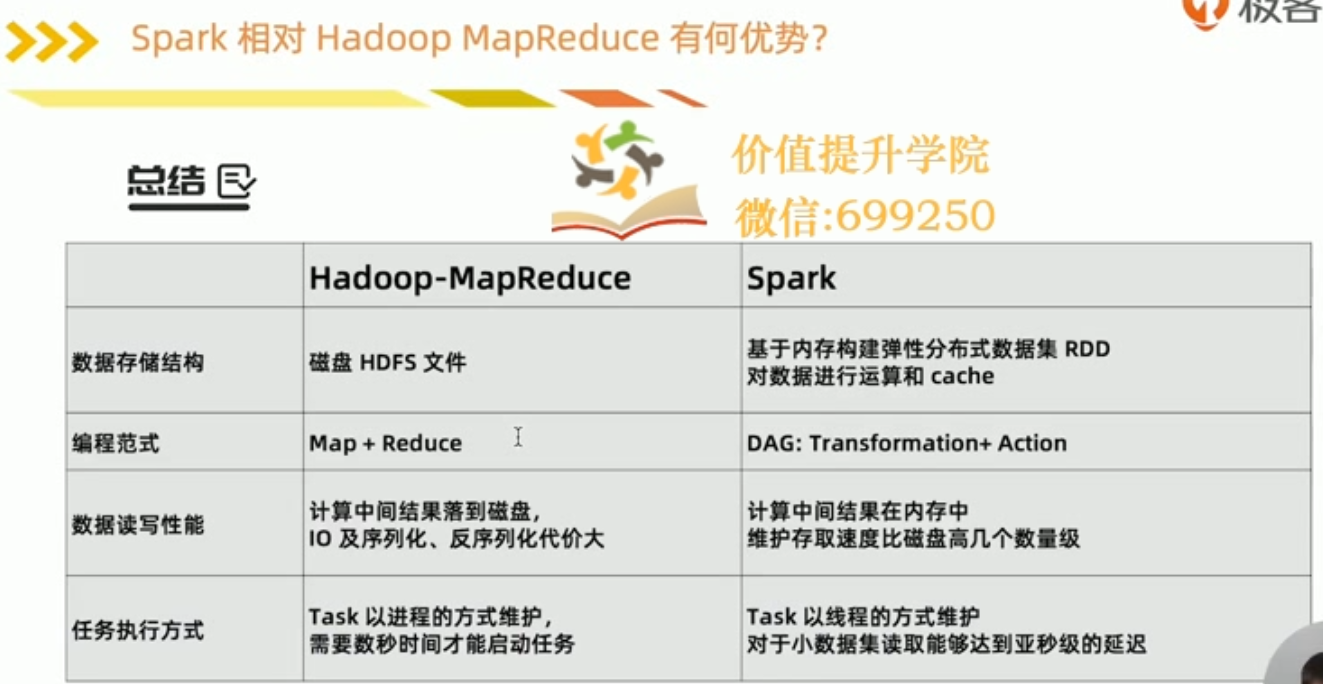 Spark 相对 Hadoop MapReduce 有何优势?
极客
价值提升学院
微信:699250
总结
Hadoop-MapReduce
Spark
数据存储结构
磁盘 HDFS 文件
基于内存构建弹性分布式数据集 RDD
对数据进行运算和 cache
编程范式
Map + Reduce
DAG: Transformation+ Action
数据读写性能
计算中间结果落到磁盘,
IO 及序列化、反序列化代价大
计算中间结果在内存中
维护存取速度比磁盘高几个数量级
任务执行方式
Task 以进程的方式维护,
需要数秒时间才能启动任务
Task 以线程的方式维护
对于小数据集读取能够达到亚秒级的延迟